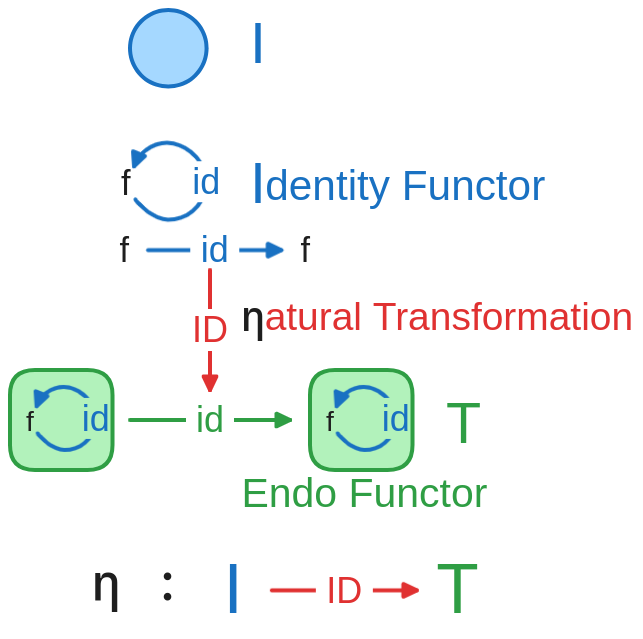 I
f id Identity Functor
f id f
ID ηatural Transformation
f id id f id T
Endo Functor
η : I ID T